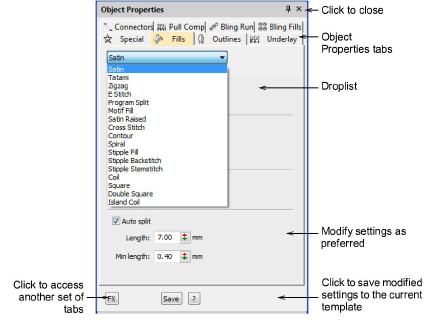 Object Properties
Click to close
Connectors
Pull Comp
Bling Run
Bling Fills
Special
Fills
Outlines
Underlay
Object
Properties tabs
Satin
Droplist
Satin
Tatami
Zigzag
E Stitch
Program Split
Motif Fill
Satin Raised
Cross Stitch
Contour
Spiral
Stipple Fill
Stipple Backstitch
Stipple Stemstitch
Coil
Square
Double Square
Island Coil
Auto split
Length: 7.00 mm
Min length: 0.40 mm
Modify settings as
preferred
Click to access
another set of
tabs
FX
Save
?
Click to save modified
settings to the current
template